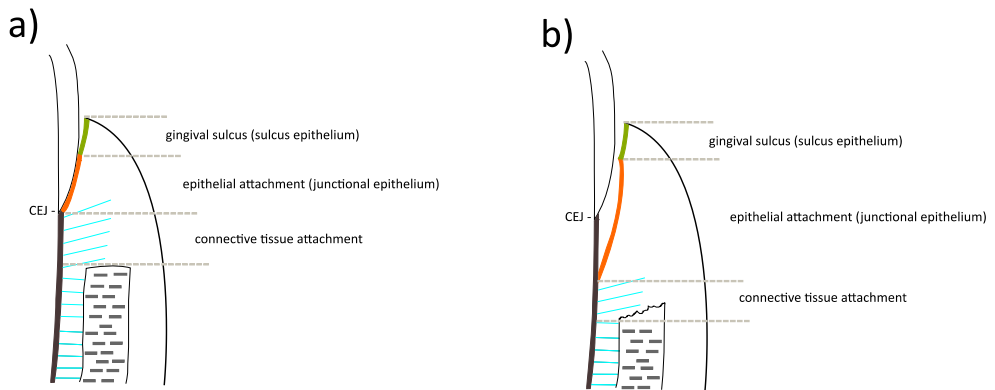 a)
gingival sulcus (sulcus epithelium)
epithelial attachment (junctional epithelium)
CEJ -
connective tissue attachment
b)
gingival sulcus (sulcus epithelium)
CEJ -
epithelial attachment (junctional epithelium)
connective tissue attachment